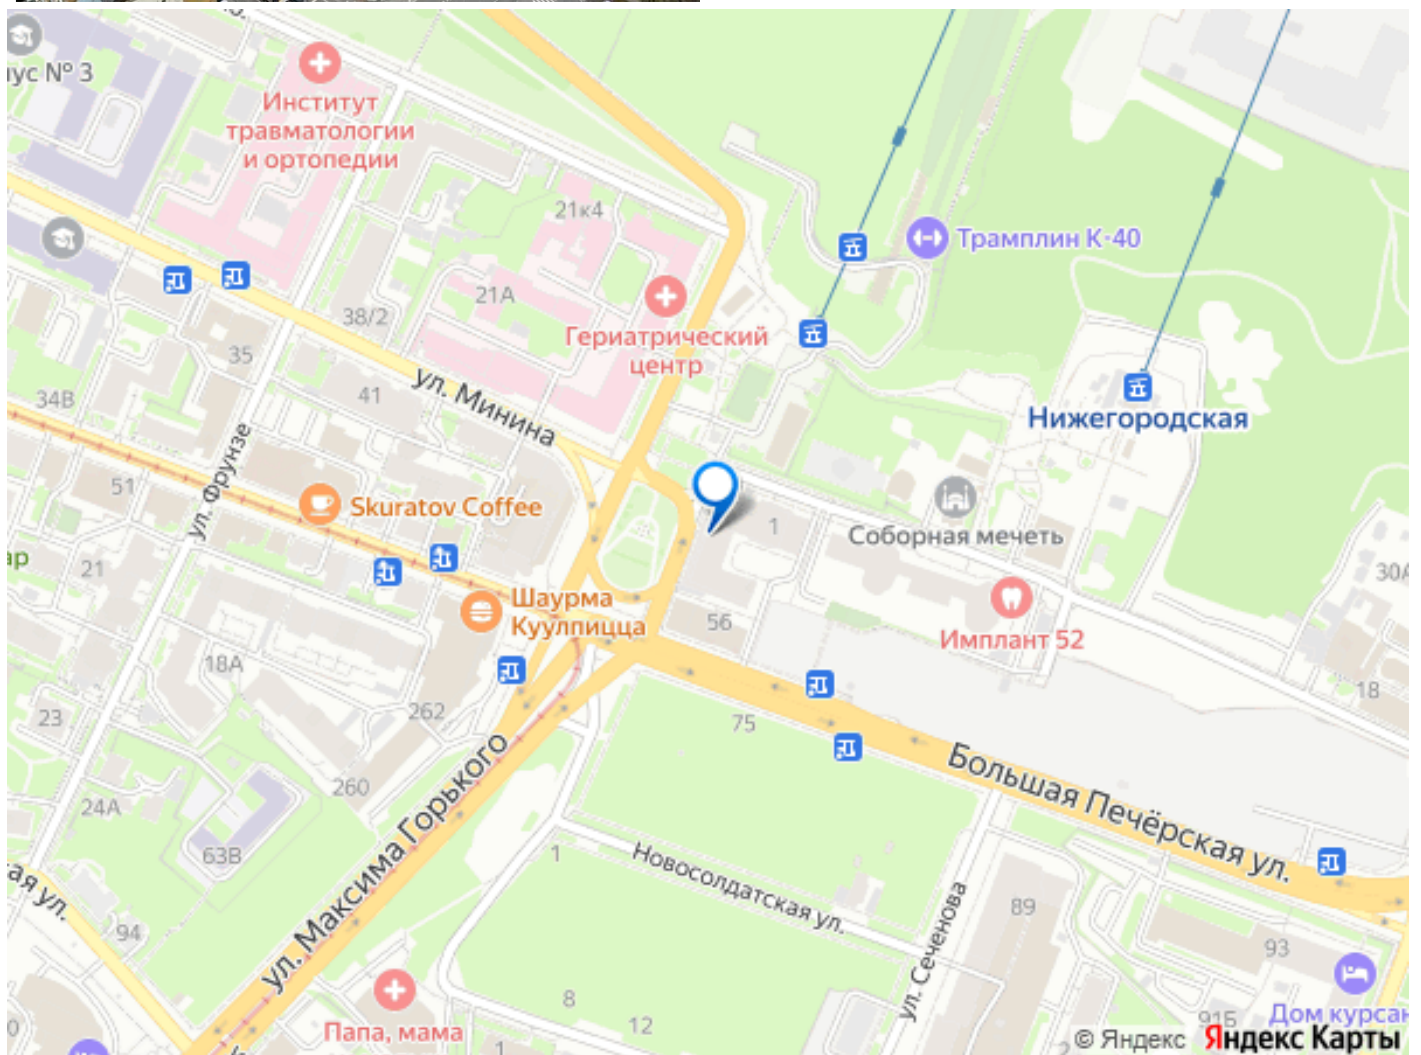 ус № 3
Институт
травматологии
и ортопедии
21к4
Трамплин К-40
21А
Гериатрический
центр
38/2
35
34В
41
ул. Минина
Нижегородская
51
ул. Фрунзе
Skuratov Coffee
1
Соборная мечеть
ар
21
30А
Шаурма
Куулпицца
56
Имплант 52
18А
18
23
262
75
260
24А
ул. Максима Горького
Большая Печёрская ул.
63В
1
Новосолдатская ул.
кая ул.
94
ул. Сеченова
89
93
8
12
Папа, мама
1
91Б
Дом курсан
© Яндекс Яндекс Карты